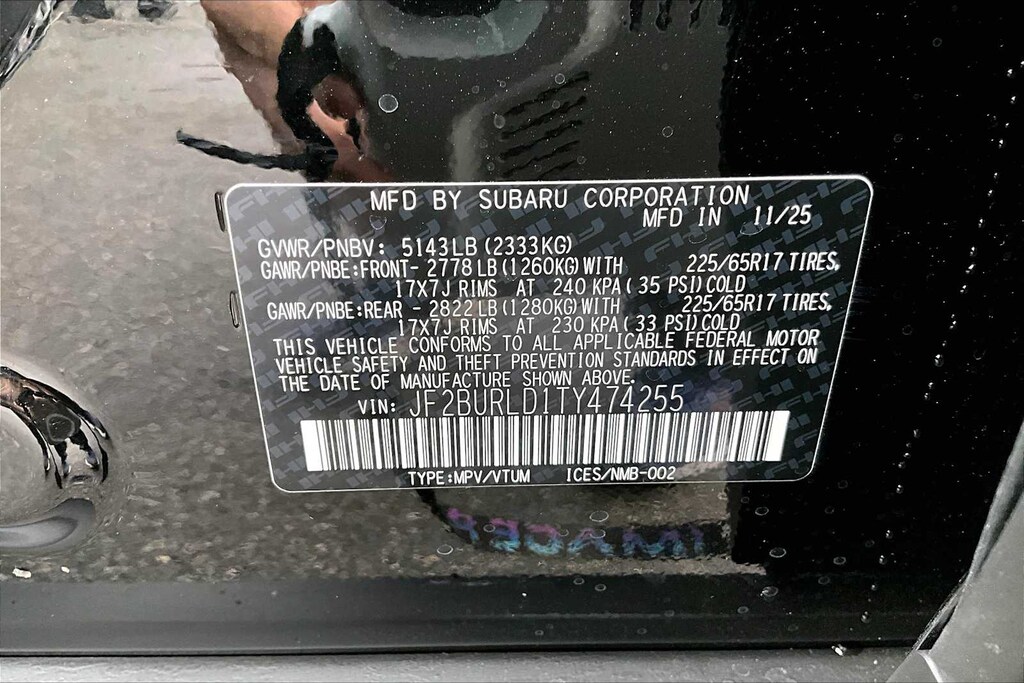 MFD BY SUBARU CORPORATION
MFD IN 11/25
GVWR/PNBV: 5143LB (2333KG)
GAWR/PNBE:FRONT- 2778 LB (1260KG) WITH 225/65R17 TIRES,
17X7J RIMS AT 240 KPA ( 35 PSI) COLD
GAWR/PNBE:REAR - 2822 LB (1280KG) WITH 225/65R17 TIRES,
17X7J RIMS AT 230 KPA ( 33 PSI) COLD
THIS VEHICLE CONFORMS TO ALL APPLICABLE FEDERAL MOTOR
VEHICLE SAFETY AND THEFT PREVENTION STANDARDS IN EFFECT ON
THE DATE OF MANUFACTURE SHOWN ABOVE.
VIN: JF2BURLD1TY474255
TYPE:MPV/VTUM ICES/NMB-002